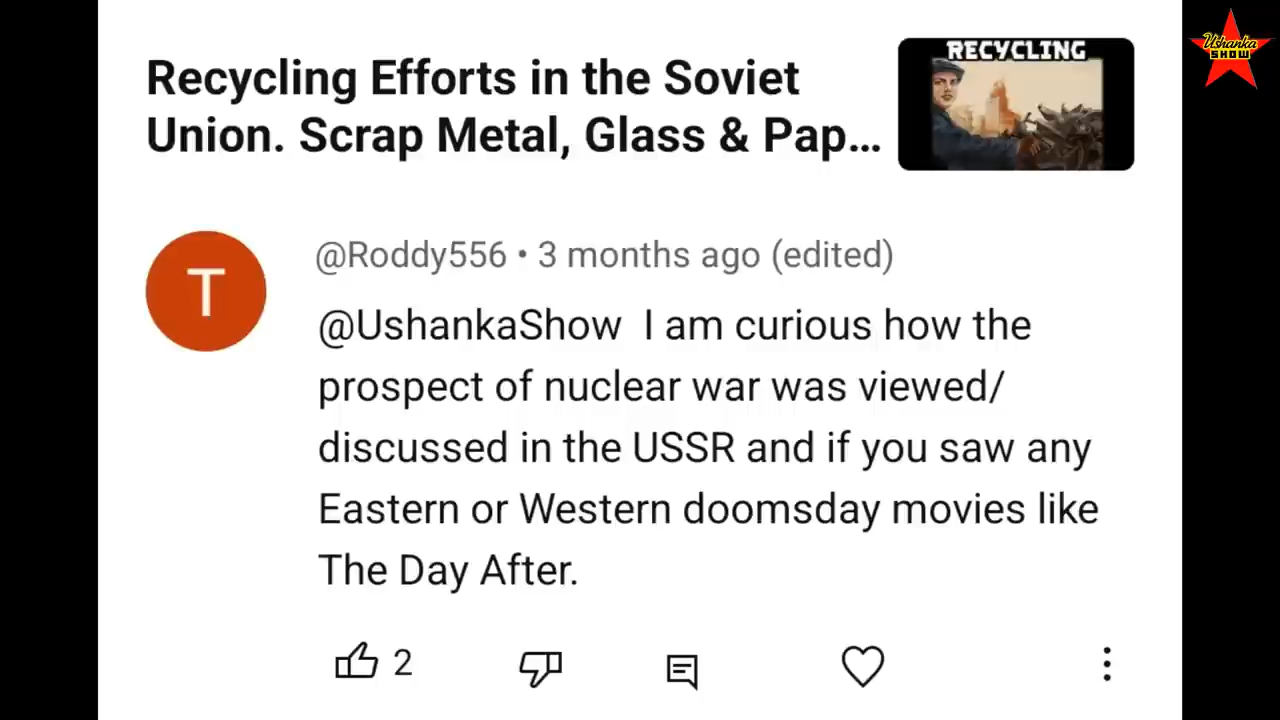 RECYCLING
Ushanka
SHOW
Recycling Efforts in the Soviet
Union. Scrap Metal, Glass & Pap...
T
@Roddy556 • 3 months ago (edited)
@UshankaShow I am curious how the
prospect of nuclear war was viewed/
discussed in the USSR and if you saw any
Eastern or Western doomsday movies like
The Day After.
2